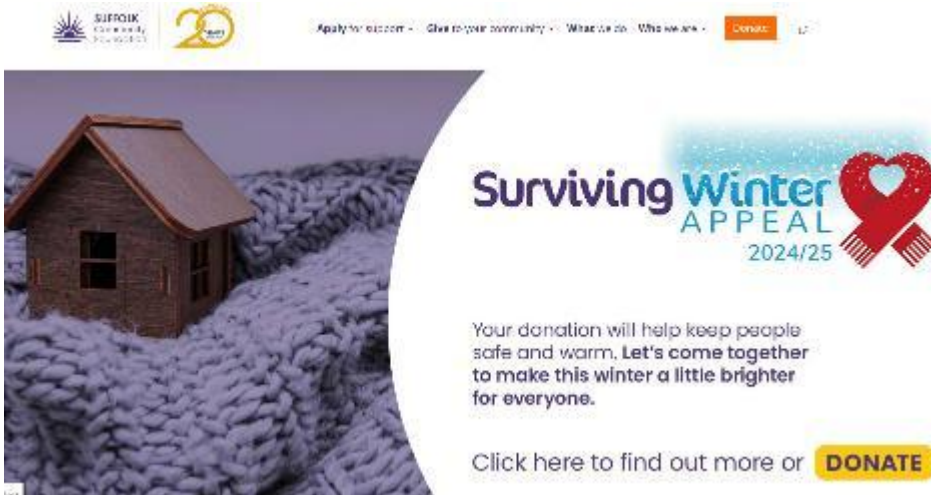 SUFFOLK
Community
Foundation
20
Apply for support Give to your community What we do Who we are Donate
Surviving Winter
APPEAL
2024/25
Your donation will help keep people
safe and warm. Let's come together
to make this winter a little brighter
for everyone.
Click here to find out more or DONATE